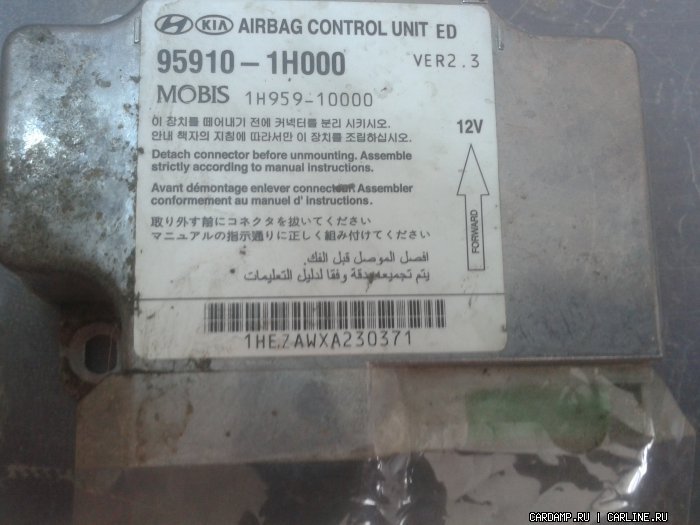 HYUNDAI KIA AIRBAG CONTROL UNIT ED
95910-1H000 VER2.3
MOBIS 1H959-10000
이 장치를 떼어내기 전에 커넥터를 분리 시키시오.
안내 책자의 지침에 따라서만 이 장치를 조립하십시오.
12V
Detach connector before unmounting. Assemble
strictly according to manual instructions.
Avant démontage enlever connecteur. Assembler
conformement au manuel d' instructions.
取り外す前にコネクタを抜いてください
マニュアルの指示通りに正しく組み付けてください
افصل الموصل قبل الفك.
يتم تجميعه بدقة وفقا لدليل التعليمات
FORWARD
1HEZAWXA230371
CARDAMP.RU | CARLINE.RU